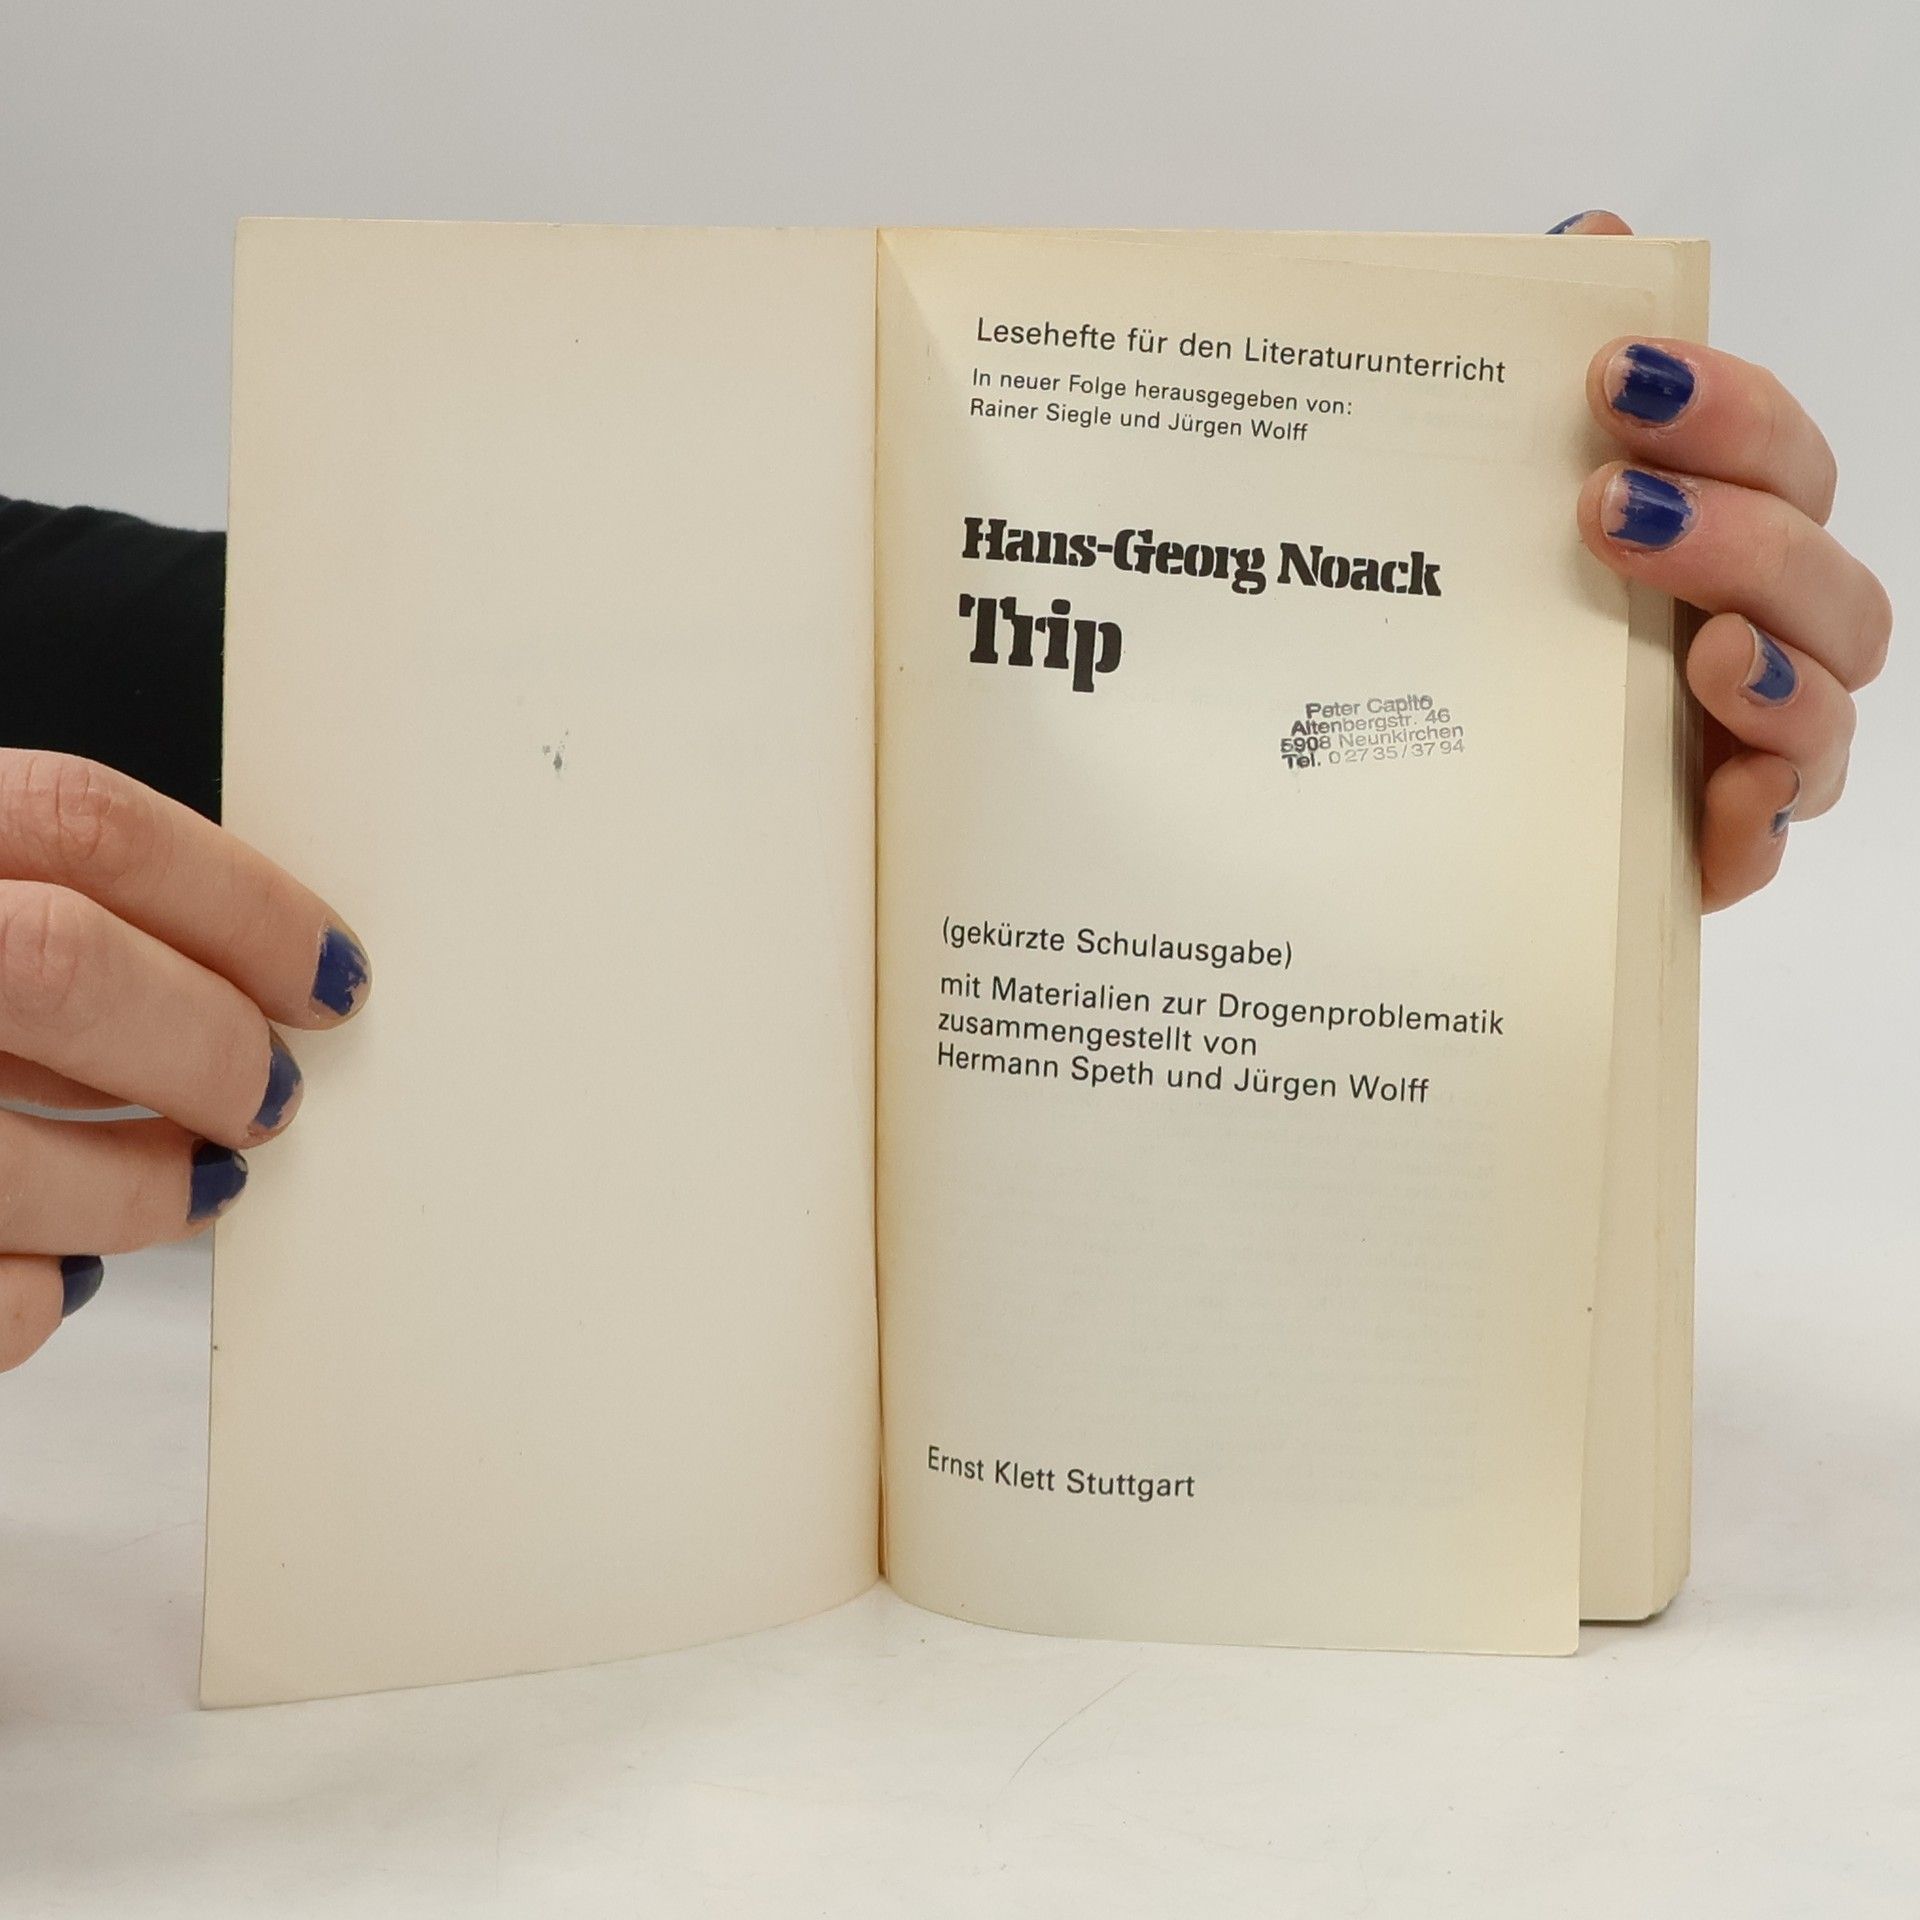 Lesehefte für den Literaturunterricht
In neuer Folge herausgegeben von:
Rainer Siegle und Jürgen Wolff
Hans-Georg Noack
Trip
Peter Capito
Altenbergstr. 46
5908 Neunkirchen
Tel. 02735/3794
(gekürzte Schulausgabe)
mit Materialien zur Drogenproblematik
zusammengestellt von
Hermann Speth und Jürgen Wolff
Ernst Klett Stuttgart